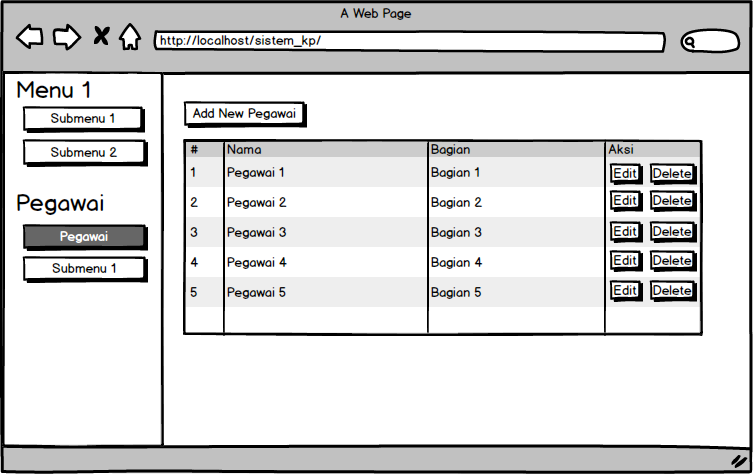 A Web Page
http://localhost/sistem_kp/
Menu 1
Submenu 1
Submenu 2
Pegawai
Pegawai
Submenu 1
Add New Pegawai
# Nama Bagian Aksi
1 Pegawai 1 Bagian 1 Edit Delete
2 Pegawai 2 Bagian 2 Edit Delete
3 Pegawai 3 Bagian 3 Edit Delete
4 Pegawai 4 Bagian 4 Edit Delete
5 Pegawai 5 Bagian 5 Edit Delete